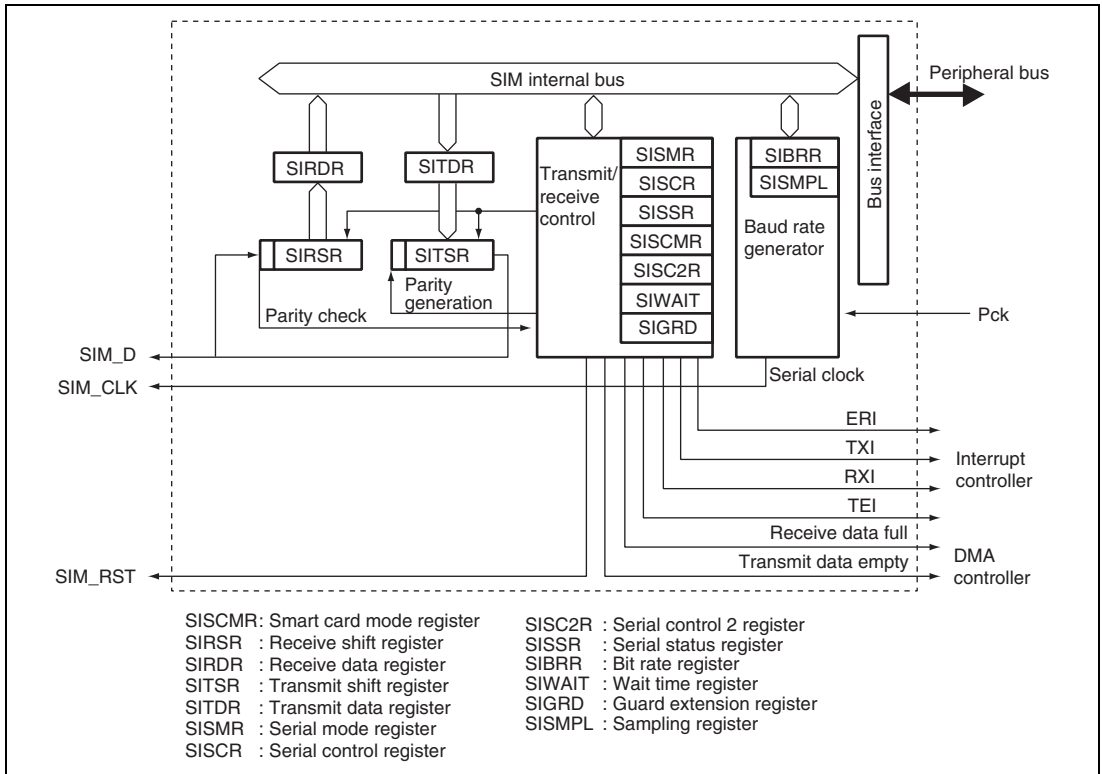 SIM internal bus
Peripheral bus
Bus interface
SIRDR
SITDR
Transmit/
receive
control
SISMR
SISCR
SISSR
SISCMR
SISC2R
SIWAIT
SIGRD
SIBRR
SISMPL
Baud rate
generator
SIRSR
SITSR
Parity
generation
Parity check
Pck
SIM_D
SIM_CLK
Serial clock
ERI
TXI
RXI
TEI
Interrupt
controller
Receive data full
Transmit data empty
DMA
controller
SIM_RST
SISCMR: Smart card mode register
SIRSR : Receive shift register
SIRDR : Receive data register
SITSR : Transmit shift register
SITDR : Transmit data register
SISMR : Serial mode register
SISCR : Serial control register
SISC2R : Serial control 2 register
SISSR : Serial status register
SIBRR : Bit rate register
SIWAIT : Wait time register
SIGRD : Guard extension register
SISMPL : Sampling register